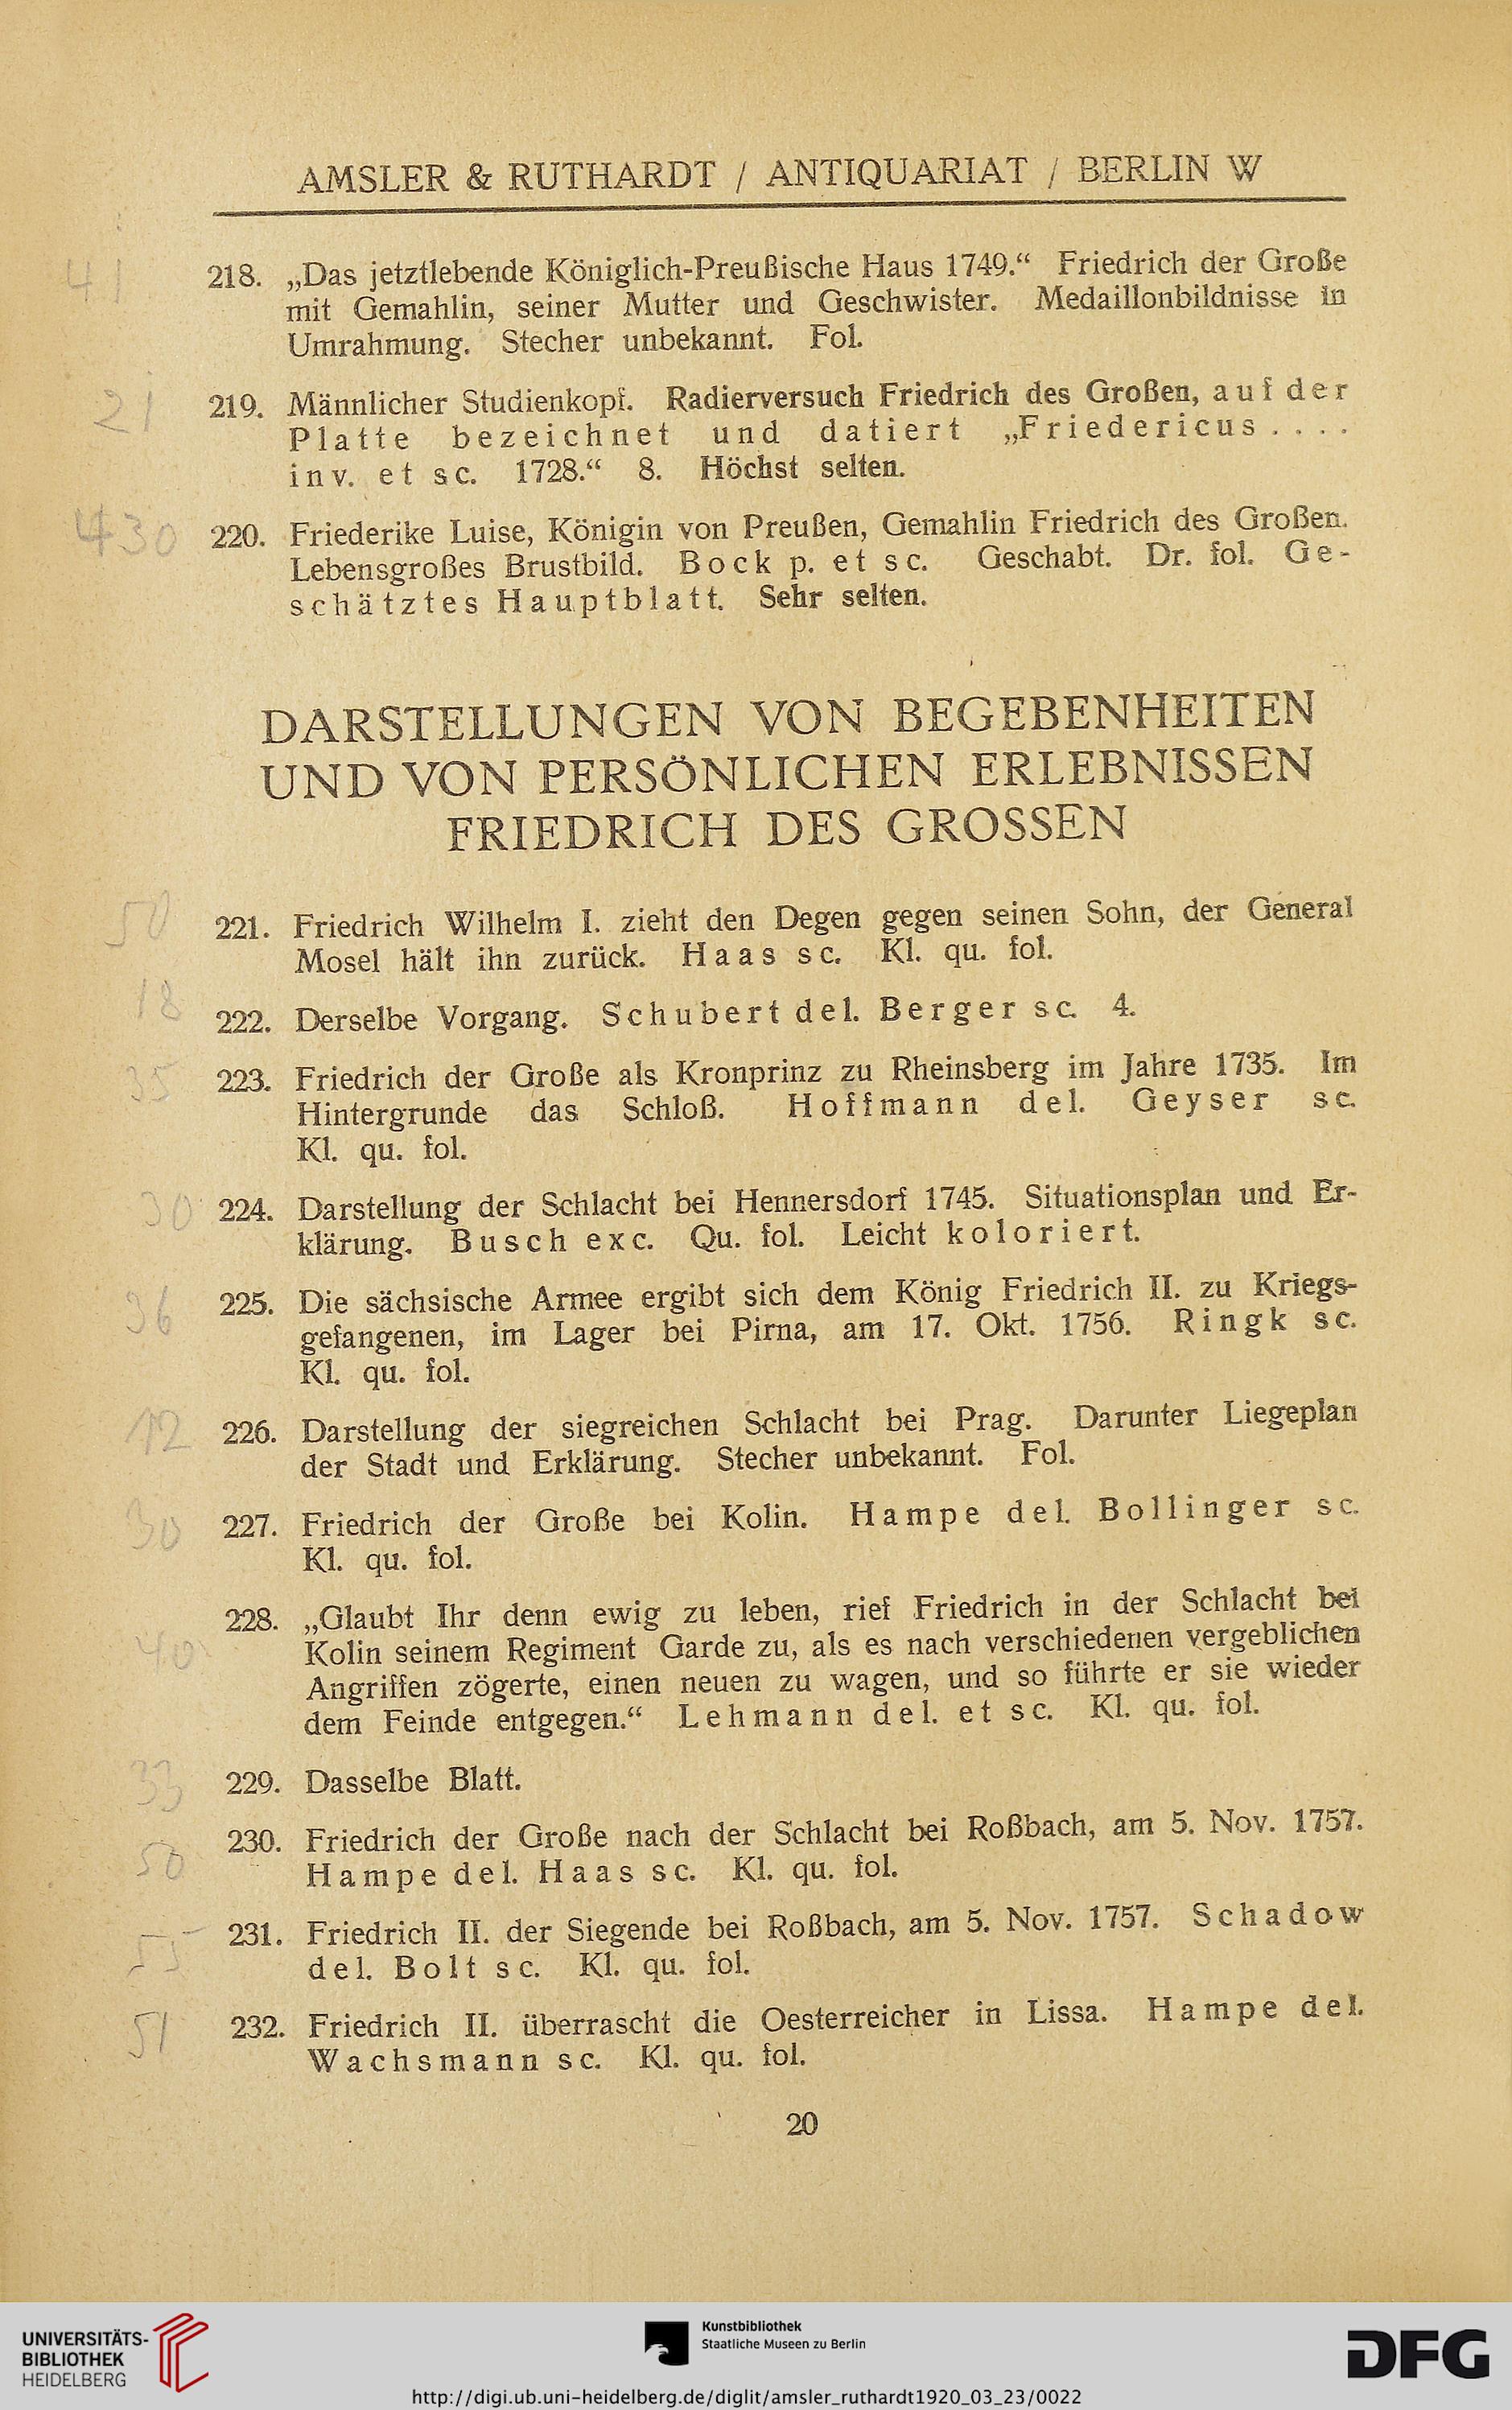 AMSLER & RUTHARDT / ANTIQUARIAT / BERLIN W
41
218. „Das jetztlebende Königlich-Preußische Haus 1749.“ Friedrich der Große
mit Gemahlin, seiner Mutter und Geschwister. Medaillonbildnisse in
Umrahmung. Stecher unbekannt. Fol.
21
219. Männlicher Studienkopf. Radierversuch Friedrich des Großen, auf der
Platte bezeichnet und datiert „Friedericus....
inv. et sc. 1728.“ 8. Höchst selten.
430
220. Friederike Luise, Königin von Preußen, Gemahlin Friedrich des Großen.
Lebensgroßes Brustbild. Bock p. et sc. Geschabt. Dr. fol. Ge-
schätztes Hauptblatt. Sehr selten.
DARSTELLUNGEN VON BEGEBENHEITEN
UND VON PERSÖNLICHEN ERLEBNISSEN
FRIEDRICH DES GROSSEN
50
221. Friedrich Wilhelm I. zieht den Degen gegen seinen Sohn, der General
Mosel hält ihn zurück. Haas sc. Kl. qu. fol.
18
222. Derselbe Vorgang. Schubert del. Berger sc. 4.
35
223. Friedrich der Große als Kronprinz zu Rheinsberg im Jahre 1735. Im
Hintergrunde das Schloß. Hoffmann del. Geyser sc.
Kl. qu. fol.
30
224. Darstellung der Schlacht bei Hennersdorf 1745. Situationsplan und Er-
klärung. Busch exc. Qu. fol. Leicht koloriert.
36
225. Die sächsische Armee ergibt sich dem König Friedrich II. zu Kriegs-
gefangenen, im Lager bei Pirna, am 17. Okt. 1756. Ringk sc.
Kl. qu. fol.
12
226. Darstellung der siegreichen Schlacht bei Prag. Darunter Liegeplan
der Stadt und Erklärung. Stecher unbekannt. Fol.
30
227. Friedrich der Große bei Kolin. Hampe del. Bollinger sc.
Kl. qu. fol.
228. „Glaubt Ihr denn ewig zu leben, rief Friedrich in der Schlacht bei
40
Kolin seinem Regiment Garde zu, als es nach verschiedenen vergeblichen
Angriffen zögerte, einen neuen zu wagen, und so führte er sie wieder
dem Feinde entgegen.“ Lehmann del. et sc. Kl. qu. fol.
33
229. Dasselbe Blatt.
50
230. Friedrich der Große nach der Schlacht bei Roßbach, am 5. Nov. 1757.
Hampe del. Haas sc. Kl. qu. fol.
55
231. Friedrich II. der Siegende bei Roßbach, am 5. Nov. 1757. Schadow
del. Bolt sc. Kl. qu. fol.
51
232. Friedrich II. überrascht die Oesterreicher in Lissa. Hampe del.
Wachsmann sc. Kl. qu. fol.
20
UNIVERSITÄTS-
BIBLIOTHEK
HEIDELBERG
Kunstbibliothek
Staatliche Museen zu Berlin
DFG
http://digi.ub.uni-heidelberg.de/diglit/amsler_ruthardt1920_03_23/0022